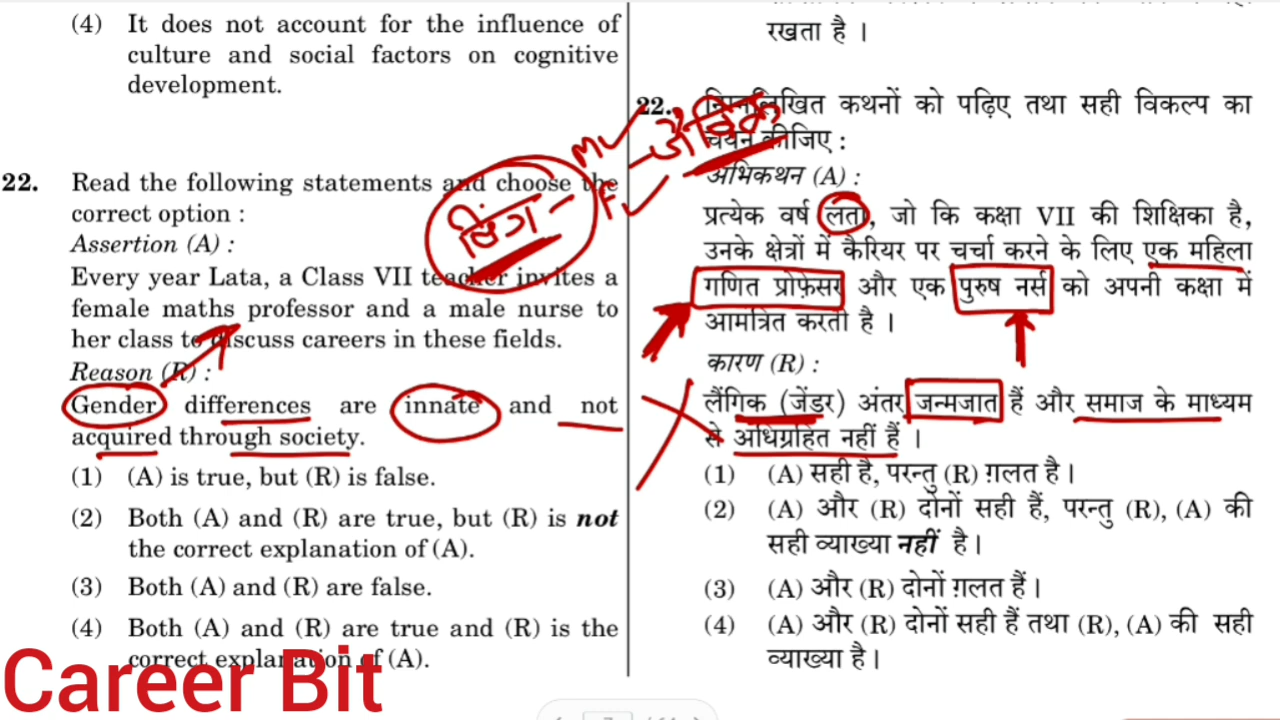 (4) It does not account for the influence of
culture and social factors on cognitive
development.
22. Read the following statements and choose the
correct option :
Assertion (A) :
Every year Lata, a Class VII teacher invites a
female maths professor and a male nurse to
her class to discuss careers in these fields.
Reason (R) :
Gender differences are innate and not
acquired through society.
(1) (A) is true, but (R) is false.
(2) Both (A) and (R) are true, but (R) is not
the correct explanation of (A).
(3) Both (A) and (R) are false.
(4) Both (A) and (R) are true and (R) is the
correct explanation of (A).
रखता है ।
22. निम्नलिखित कथनों को पढ़िए तथा सही विकल्प का
चयन कीजिए :
अभिकथन (A) :
प्रत्येक वर्ष लता, जो कि कक्षा VII की शिक्षिका है,
उनके क्षेत्रों में कैरियर पर चर्चा करने के लिए एक महिला
गणित प्रोफ़ेसर और एक पुरुष नर्स को अपनी कक्षा में
आमंत्रित करती है ।
कारण (R) :
लैंगिक (जेंडर) अंतर जन्मजात हैं और समाज के माध्यम
से अधिग्रहित नहीं हैं ।
(1) (A) सही है, परन्तु (R) ग़लत है ।
(2) (A) और (R) दोनों सही हैं, परन्तु (R), (A) की
सही व्याख्या नहीं है ।
(3) (A) और (R) दोनों ग़लत हैं ।
(4) (A) और (R) दोनों सही हैं तथा (R), (A) की सही
व्याख्या है ।
लिंग
M
F
जैविक
Career Bit